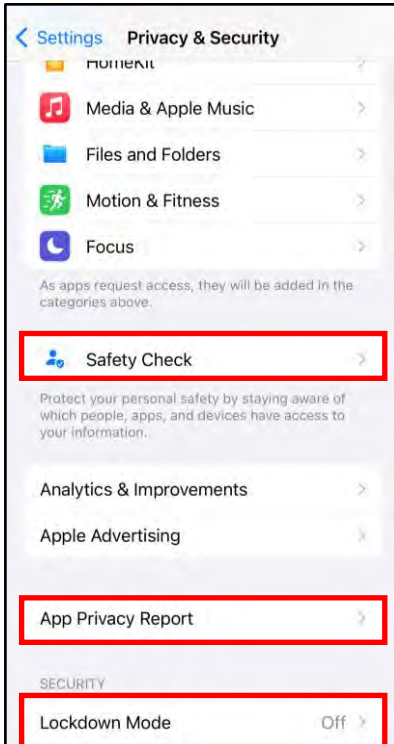 Settings Privacy & Security
HomeKit
Media & Apple Music
Files and Folders
Motion & Fitness
Focus
As apps request access, they will be added in the
categories above.
Safety Check
Protect your personal safety by staying aware of
which people, apps, and devices have access to
your information.
Analytics & Improvements
Apple Advertising
App Privacy Report
SECURITY
Lockdown Mode Off